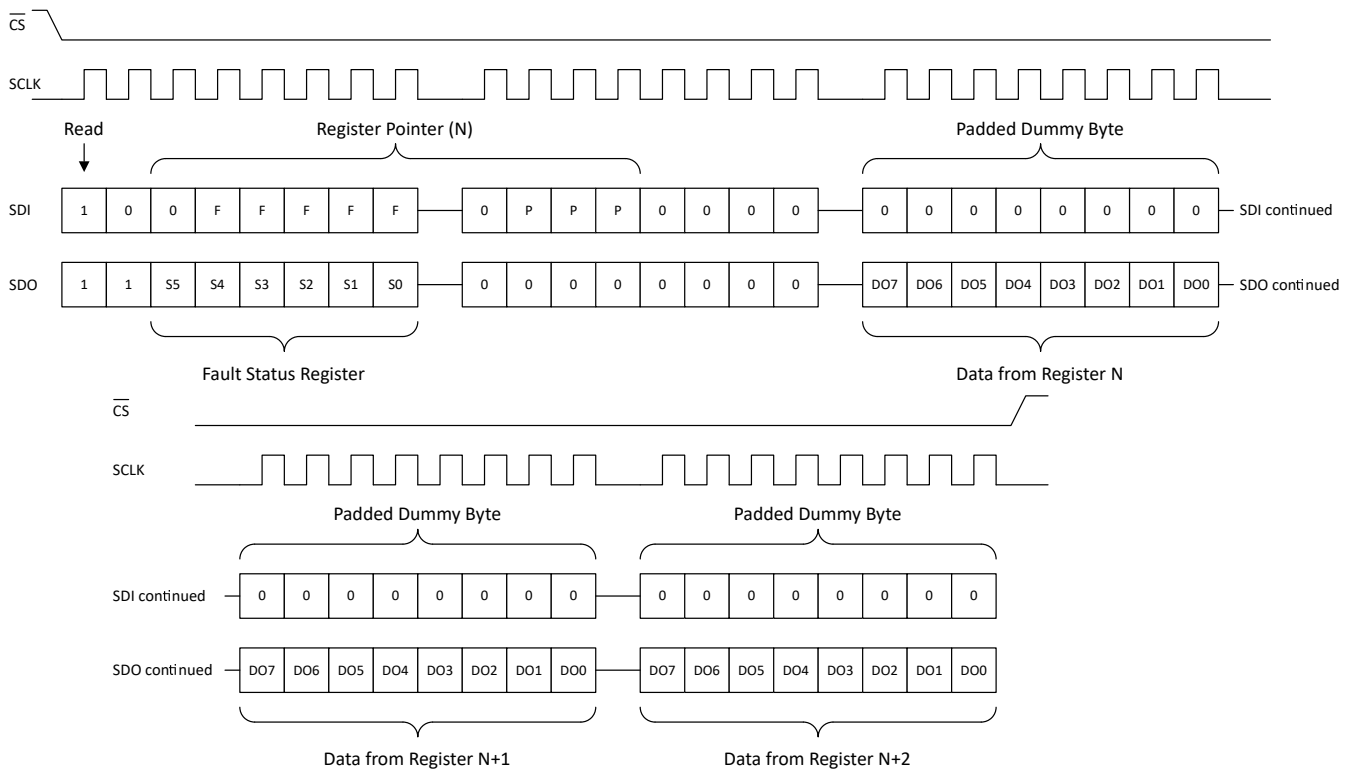 CS
SCLK
Read
Register Pointer (N)
Padded Dummy Byte
SDI 1 0 0 F F F F F 0 P P P 0 0 0 0 0 0 0 0 0 0 0 0 SDI continued
SDO 1 1 S5 S4 S3 S2 S1 S0 0 0 0 0 0 0 0 0 DO7 DO6 DO5 DO4 DO3 DO2 DO1 DO0 SDO continued
Fault Status Register
Data from Register N
CS
SCLK
Padded Dummy Byte
Padded Dummy Byte
SDI continued 0 0 0 0 0 0 0 0 0 0 0 0 0 0 0 0
SDO continued DO7 DO6 DO5 DO4 DO3 DO2 DO1 DO0 DO7 DO6 DO5 DO4 DO3 DO2 DO1 DO0
Data from Register N+1
Data from Register N+2